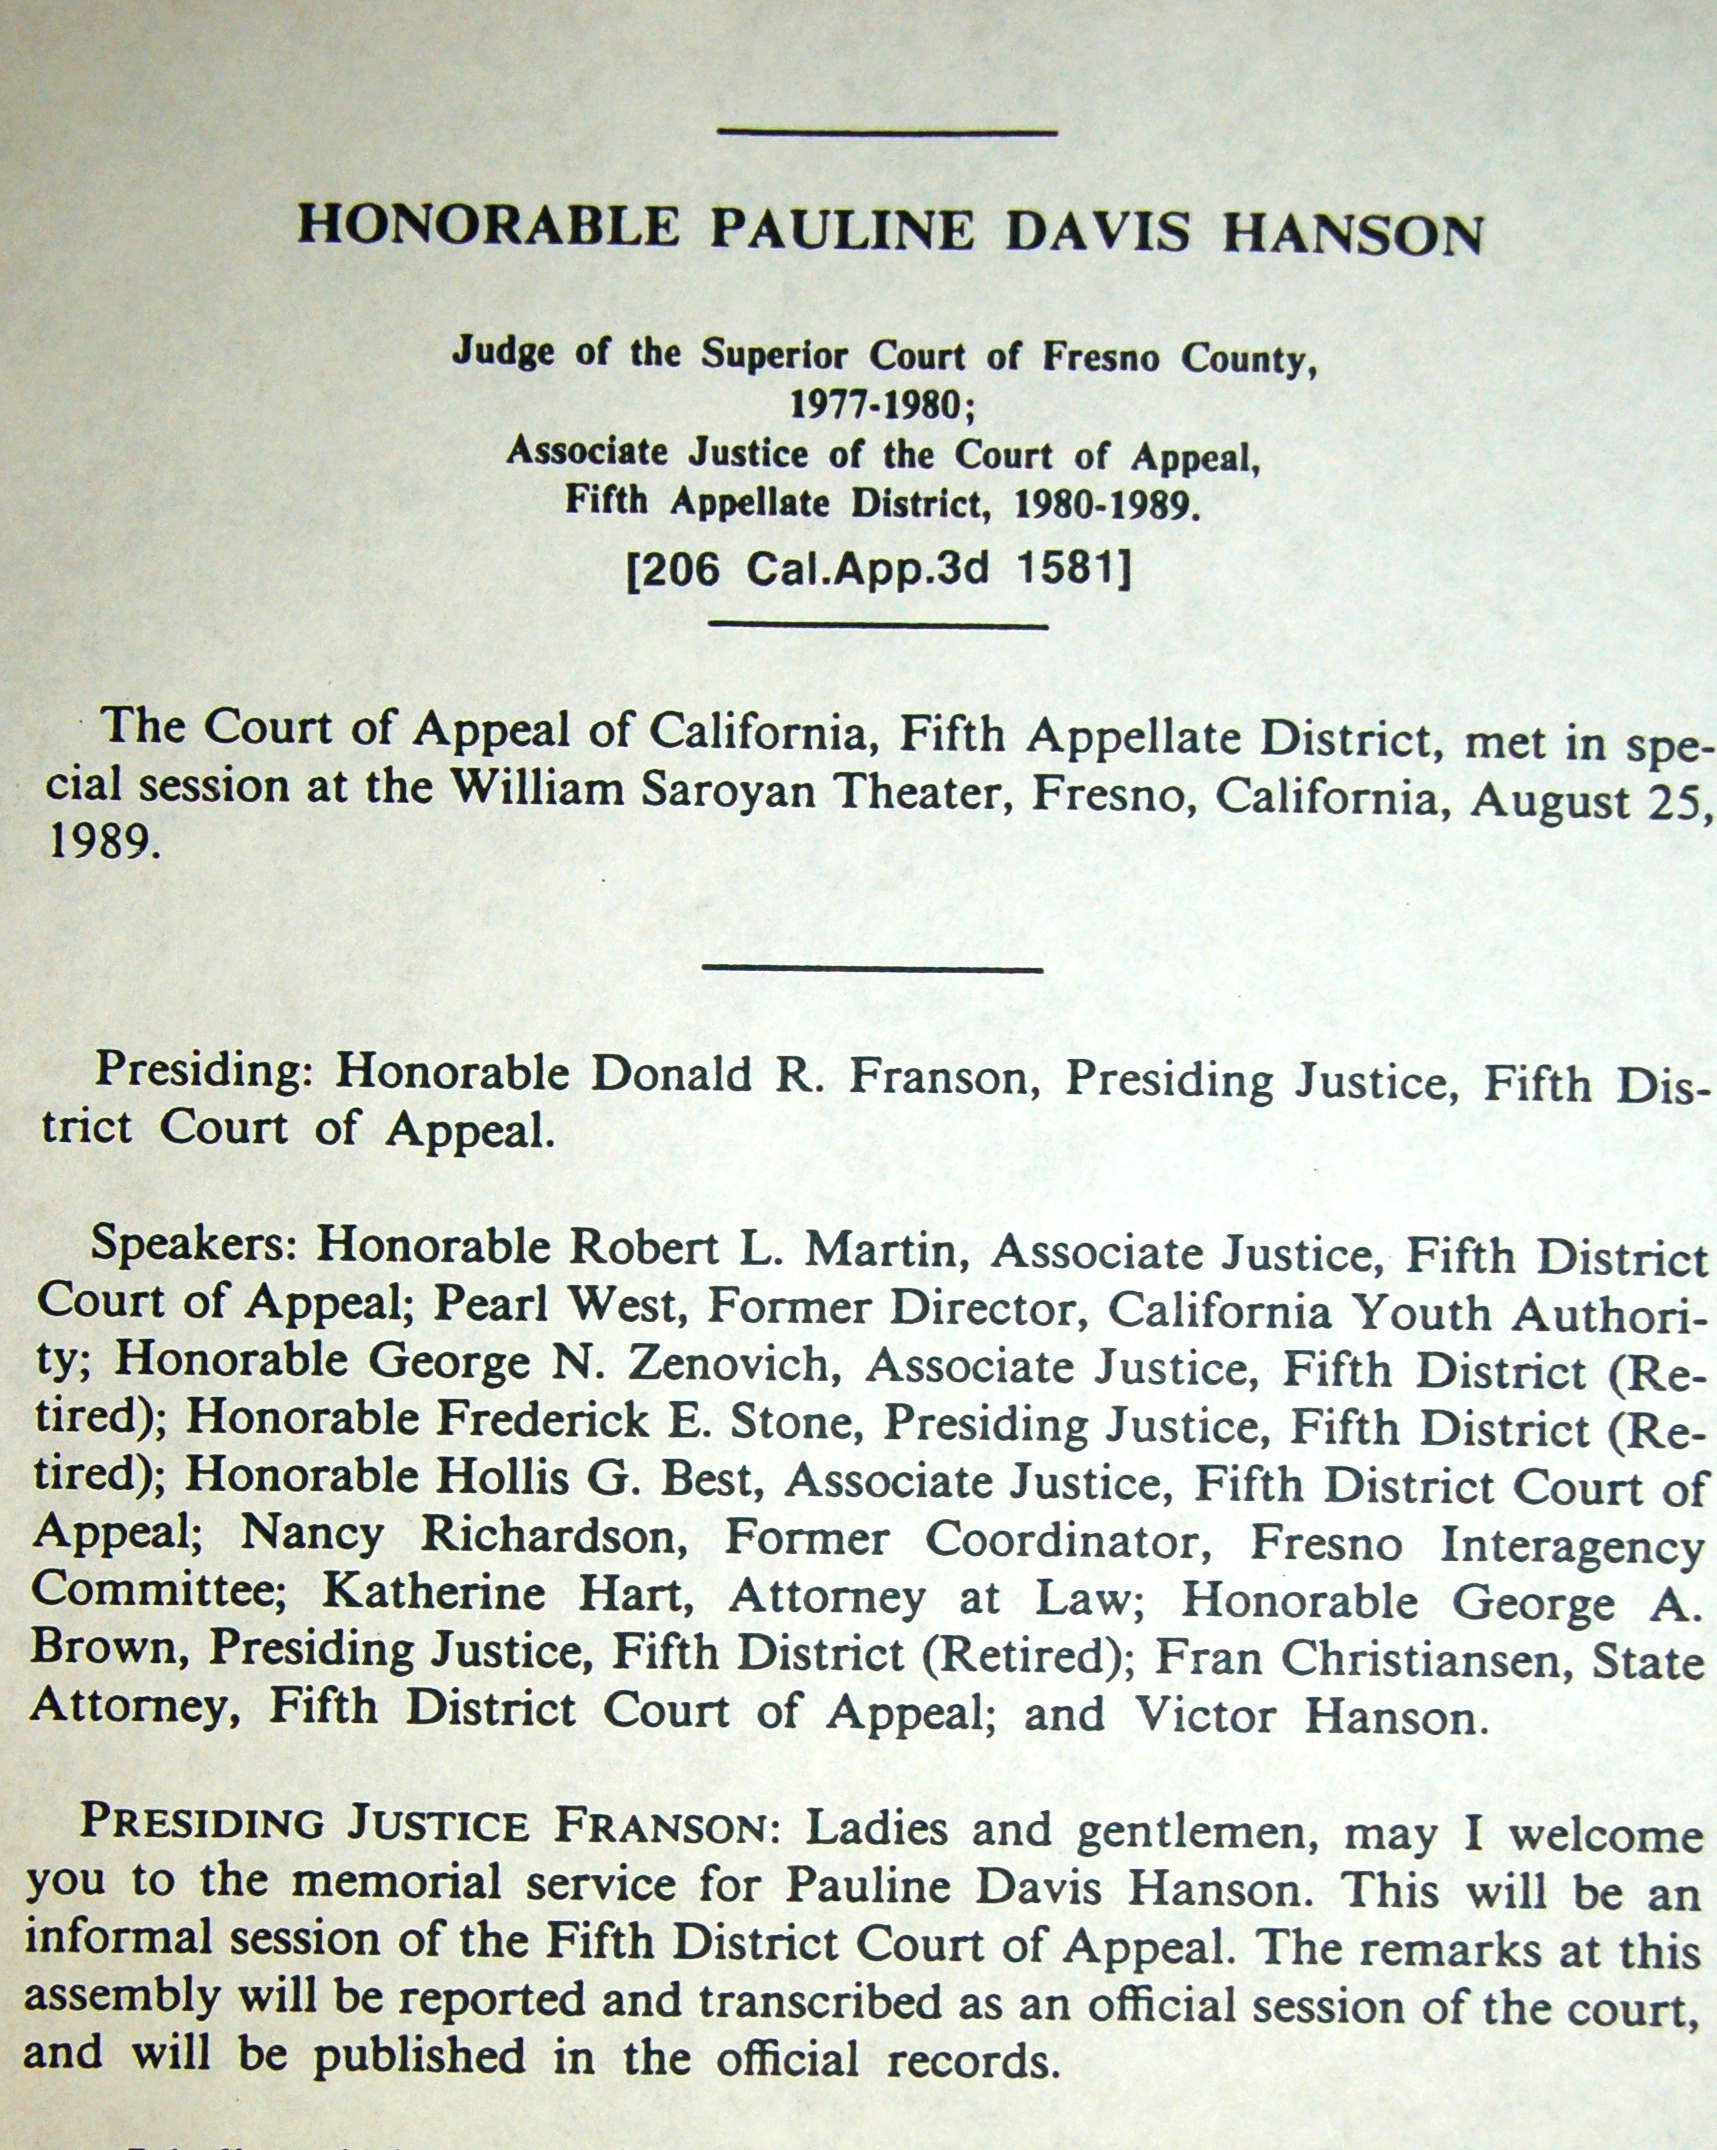 HONORABLE PAULINE DAVIS HANSON
Judge of the Superior Court of Fresno County,
1977-1980;
Associate Justice of the Court of Appeal,
Fifth Appellate District, 1980-1989.
[206 Cal.App.3d 1581]
The Court of Appeal of California, Fifth Appellate District, met in spe-
cial session at the William Saroyan Theater, Fresno, California, August 25,
1989.
Presiding: Honorable Donald R. Franson, Presiding Justice, Fifth Dis-
trict Court of Appeal.
Speakers: Honorable Robert L. Martin, Associate Justice, Fifth District
Court of Appeal; Pearl West, Former Director, California Youth Authori-
ty; Honorable George N. Zenovich, Associate Justice, Fifth District (Re-
tired); Honorable Frederick E. Stone, Presiding Justice, Fifth District (Re-
tired); Honorable Hollis G. Best, Associate Justice, Fifth District Court of
Appeal; Nancy Richardson, Former Coordinator, Fresno Interagency
Committee; Katherine Hart, Attorney at Law; Honorable George A.
Brown, Presiding Justice, Fifth District (Retired); Fran Christiansen, State
Attorney, Fifth District Court of Appeal; and Victor Hanson.
PRESIDING JUSTICE FRANSON: Ladies and gentlemen, may I welcome
you to the memorial service for Pauline Davis Hanson. This will be an
informal session of the Fifth District Court of Appeal. The remarks at this
assembly will be reported and transcribed as an official session of the court,
and will be published in the official records.